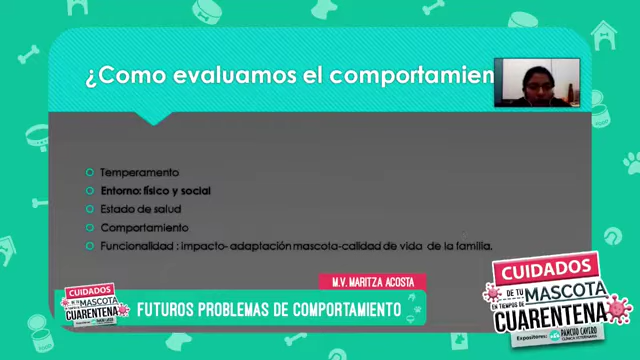 ¿Como evaluamos el comportamien
Temperamento
Entorno: físico y social
Estado de salud
Comportamiento
Funcionalidad : impacto- adaptación mascota-calidad de vida de la familia.
M.V. MARITZA ACOSTA
FUTUROS PROBLEMAS DE COMPORTAMIENTO
CUIDADOS
DE TU
MASCOTA
EN TIEMPOS DE
CUARENTENA
CUIDADOS
DE TU
MASCOTA
EN TIEMPOS DE
CUARENTENA
Expositores:
PANCHO CAVERO
CLÍNICA VETERINARIA